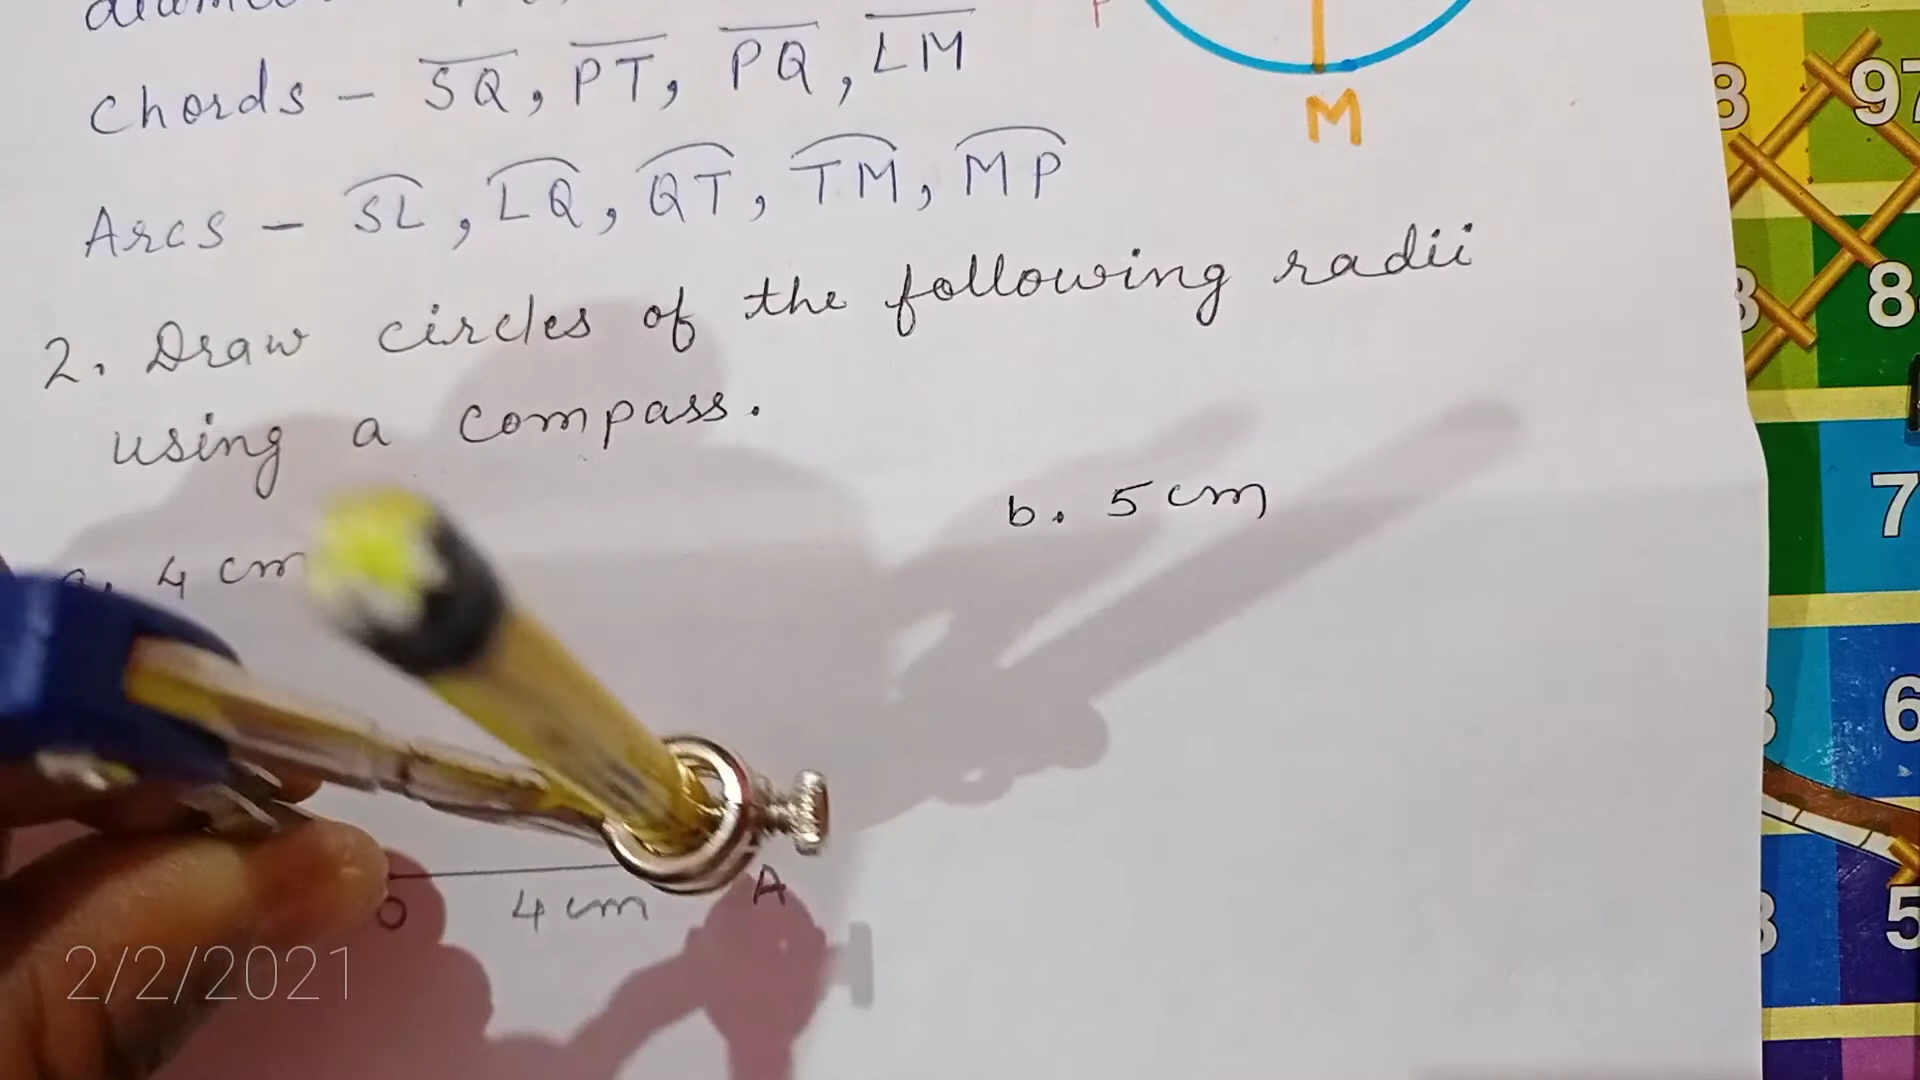 P
Chords - SQ, PT, PQ, LM
M
Arcs - SL, LQ, QT, TM, MP
2. Draw circles of the following radii
using a compass.
a. 4 cm
b. 5 cm
O 4 cm A
2/2/2021
97
8
8
7
6
5